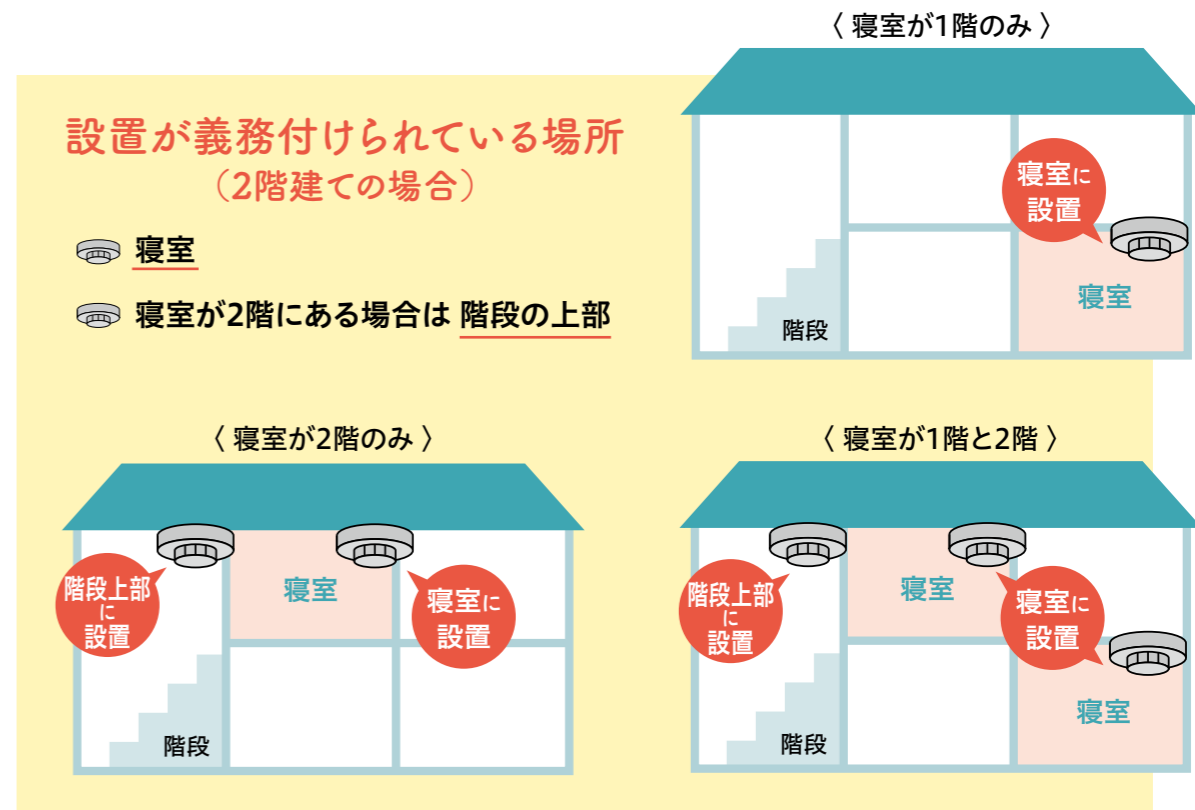 設置が義務付けられている場所
（2階建ての場合）
寝室
寝室が2階にある場合は 階段の上部
〈 寝室が1階のみ 〉
寝室に
設置
寝室
階段
〈 寝室が2階のみ 〉
階段上部
に
設置
寝室
寝室に
設置
階段
〈 寝室が1階と2階 〉
階段上部
に
設置
寝室
寝室に
設置
寝室
階段